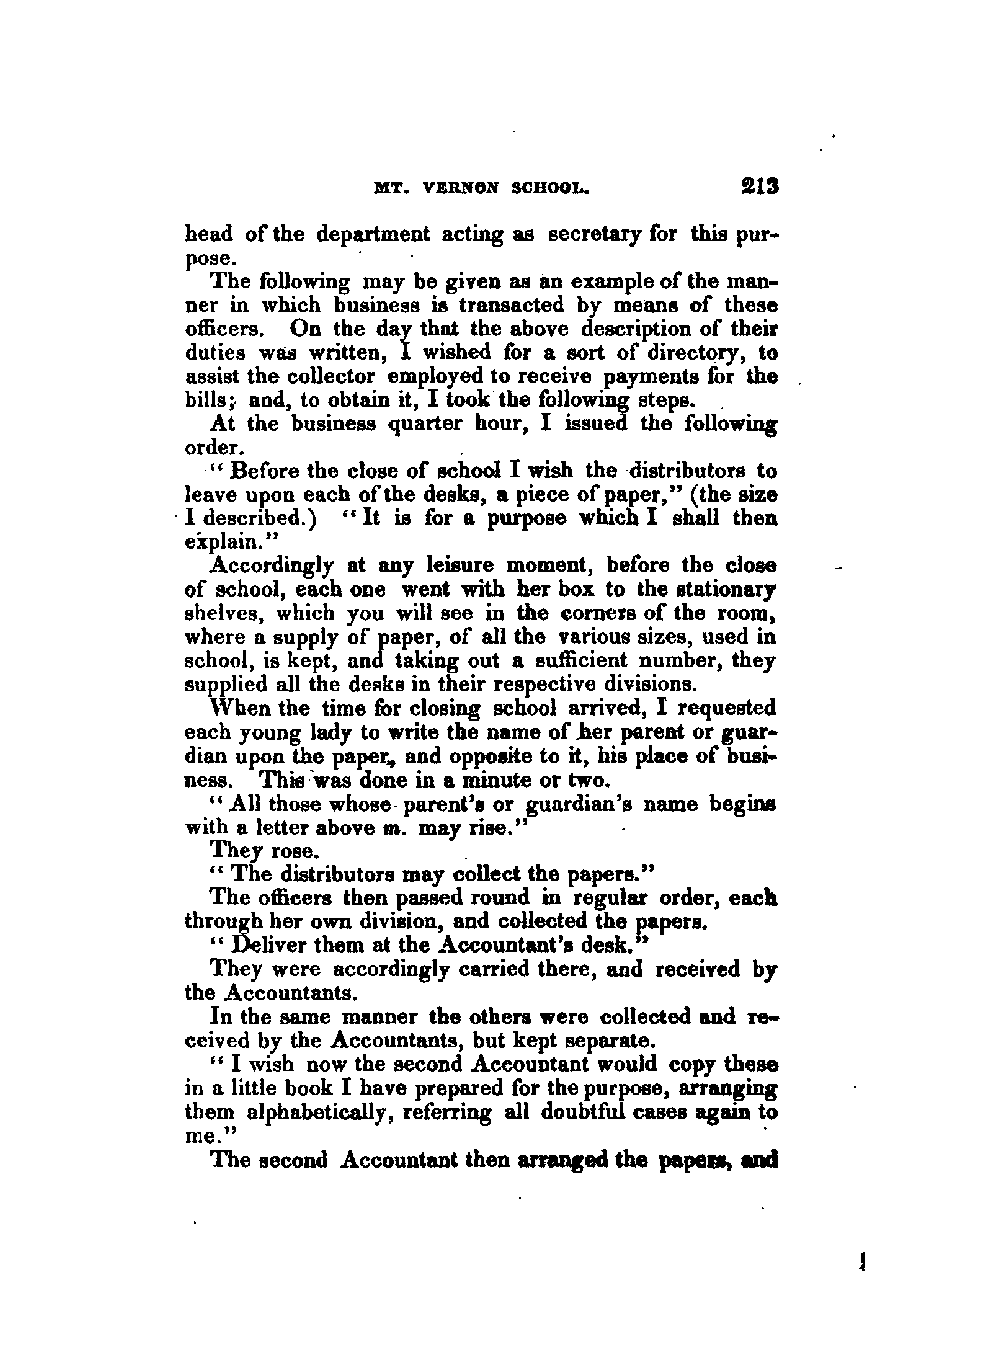 MT. VERNON SCHOOL. 213
head of the department acting as secretary for this pur-
pose.
The following may be given as an example of the man-
ner in which business is transacted by means of these
officers. On the day that the above description of their
duties was written, I wished for a sort of directory, to
assist the collector employed to receive payments for the
bills; and, to obtain it, I took the following steps.
At the business quarter hour, I issued the following
order.
"Before the close of school I wish the distributors to
leave upon each of the desks, a piece of paper," (the size
I described.) "It is for a purpose which I shall then
explain."
Accordingly at any leisure moment, before the close
of school, each one went with her box to the stationary
shelves, which you will see in the corners of the room,
where a supply of paper, of all the various sizes, used in
school, is kept, and taking out a sufficient number, they
supplied all the desks in their respective divisions.
When the time for closing school arrived, I requested
each young lady to write the name of her parent or guar-
dian upon the paper, and opposite to it, his place of busi-
ness. This was done in a minute or two.
"All those whose parent's or guardian's name begins
with a letter above m. may rise."
They rose.
"The distributors may collect the papers."
The officers then passed round in regular order, each
through her own division, and collected the papers.
"Deliver them at the Accountant's desk."
They were accordingly carried there, and received by
the Accountants.
In the same manner the others were collected and re-
ceived by the Accountants, but kept separate.
"I wish now the second Accountant would copy these
in a little book I have prepared for the purpose, arranging
them alphabetically, referring all doubtful cases again to
me."
The second Accountant then arranged the papers, and